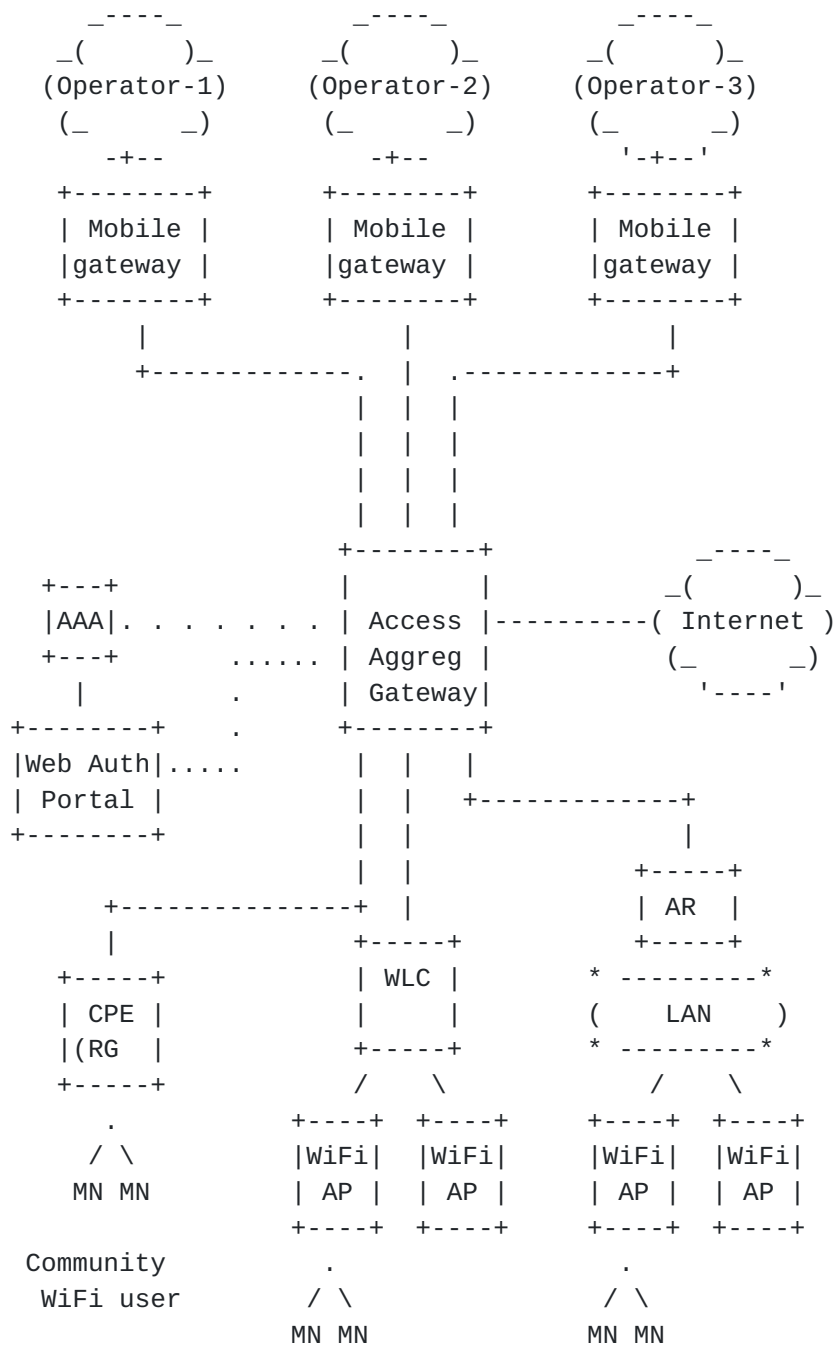 Operator-1 Operator-2 Operator-3
Mobile Mobile Mobile
gateway gateway gateway
AAA Access Internet
Aggreg
Gateway
Web Auth
Portal
AR
WLC
CPE LAN
(RG
WiFi WiFi WiFi WiFi
MN MN AP AP AP AP
Community
WiFi user
MN MN MN MN